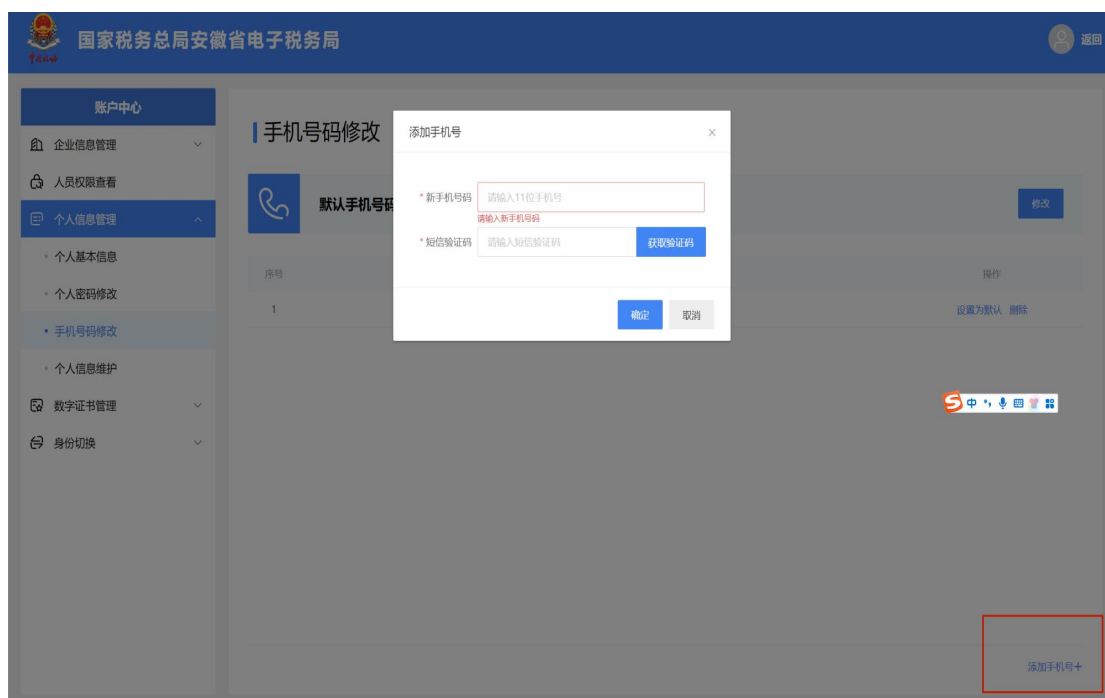 国家税务总局安徽省电子税务局
返回
账户中心
企业信息管理
人员权限查看
个人信息管理
个人基本信息
个人密码修改
手机号码修改
个人信息维护
数字证书管理
身份切换
手机号码修改
默认手机号码
修改
序号
操作
1
设置为默认 删除
添加手机号
* 新手机号码 请输入11位手机号
请输入新手机号码
* 短信验证码 请输入短信验证码 获取验证码
确定 取消
中
添加手机号+